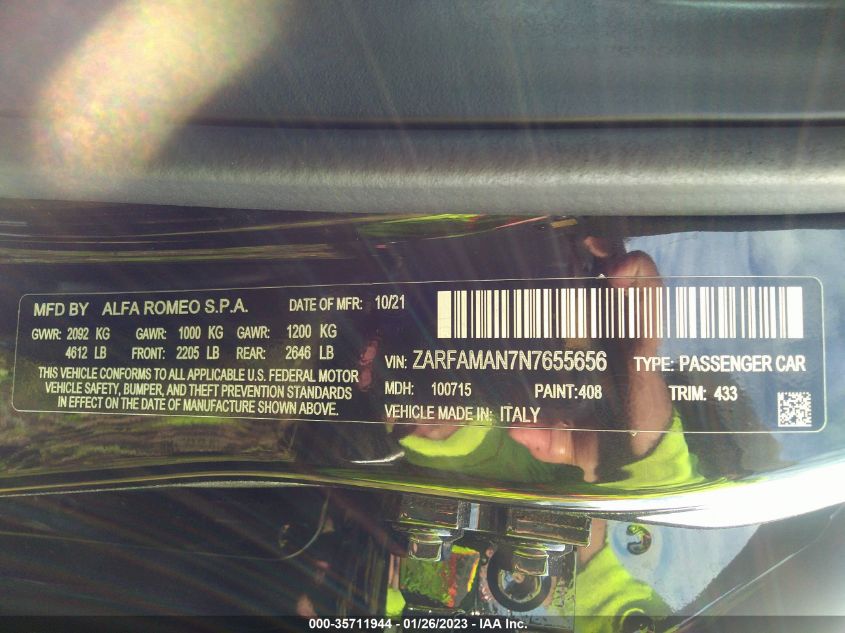 MFD BY ALFA ROMEO S.P.A. DATE OF MFR: 10/21
GVWR: 2092 KG GAWR: 1000 KG GAWR: 1200 KG
4612 LB FRONT: 2205 LB REAR: 2646 LB
THIS VEHICLE CONFORMS TO ALL APPLICABLE U.S. FEDERAL MOTOR
VEHICLE SAFETY, BUMPER, AND THEFT PREVENTION STANDARDS
IN EFFECT ON THE DATE OF MANUFACTURE SHOWN ABOVE.
VIN: ZARFAMAN7N7655656 TYPE: PASSENGER CAR
MDH: 100715 PAINT:408 TRIM: 433
VEHICLE MADE IN: ITALY
000-35711944 - 01/26/2023 - IAA Inc.